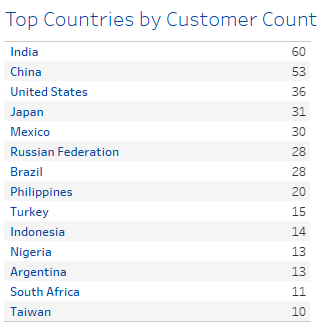 Top Countries by Customer Count
India 60
China 53
United States 36
Japan 31
Mexico 30
Russian Federation 28
Brazil 28
Philippines 20
Turkey 15
Indonesia 14
Nigeria 13
Argentina 13
South Africa 11
Taiwan 10